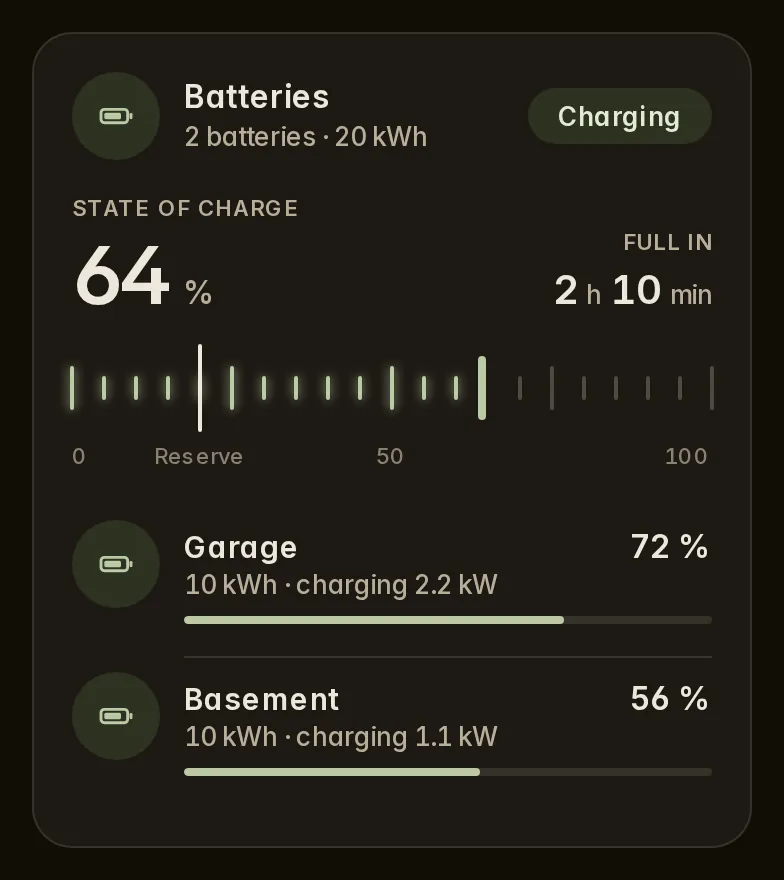 Batteries
2 batteries · 20 kWh
Charging
STATE OF CHARGE
64 %
FULL IN
2 h 10 min
0 Reserve 50 100
Garage
72 %
10 kWh · charging 2.2 kW
Basement
56 %
10 kWh · charging 1.1 kW